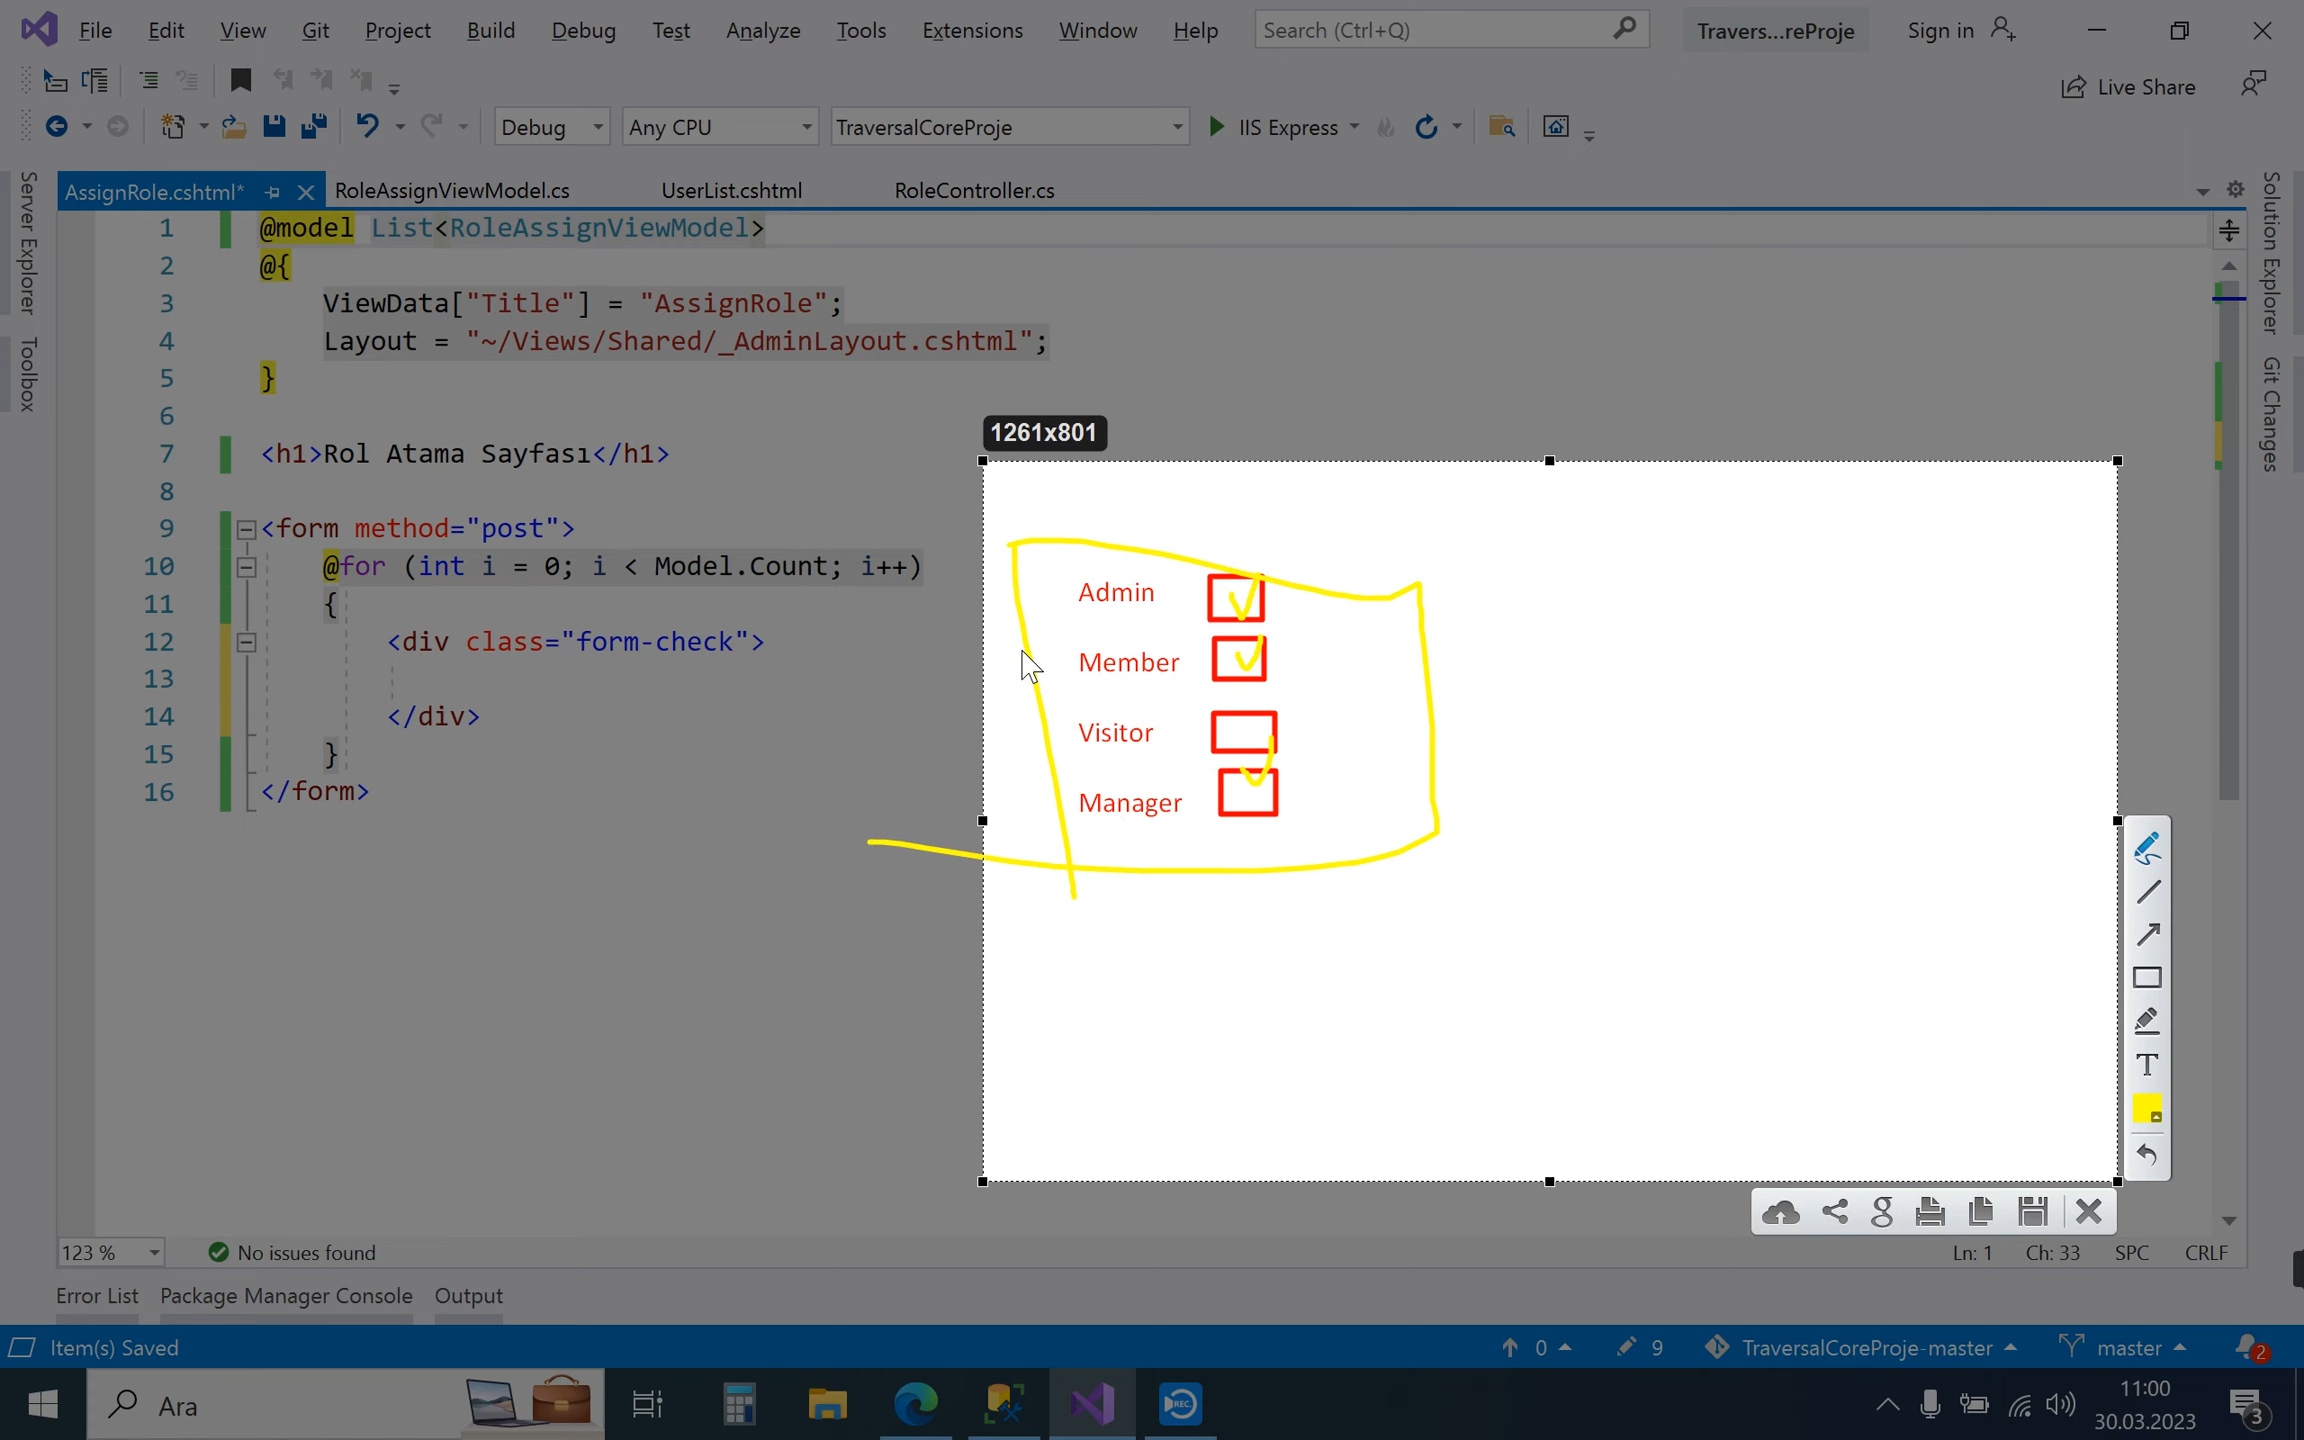 File Edit View Git Project Build Debug Test Analyze Tools Extensions Window Help Search (Ctrl+Q) Travers...reProje Sign in
Live Share
Debug Any CPU TraversalCoreProje IIS Express
AssignRole.cshtml* RoleAssignViewModel.cs UserList.cshtml RoleController.cs
Server Explorer
Toolbox
Solution Explorer
Git Changes
1 @model List<RoleAssignViewModel>
2 @{
3 ViewData["Title"] = "AssignRole";
4 Layout = "~/Views/Shared/_AdminLayout.cshtml";
5 }
6
7 <h1>Rol Atama Sayfası</h1>
8
9 <form method="post">
10 @for (int i = 0; i < Model.Count; i++)
11 {
12 <div class="form-check">
13
14 </div>
15 }
16 </form>
1261x801
Admin
Member
Visitor
Manager
T
g
123 % No issues found Ln: 1 Ch: 33 SPC CRLF
Error List Package Manager Console Output
Item(s) Saved 0 9 TraversalCoreProje-master master 2
Ara REC 11:00
30.03.2023 3